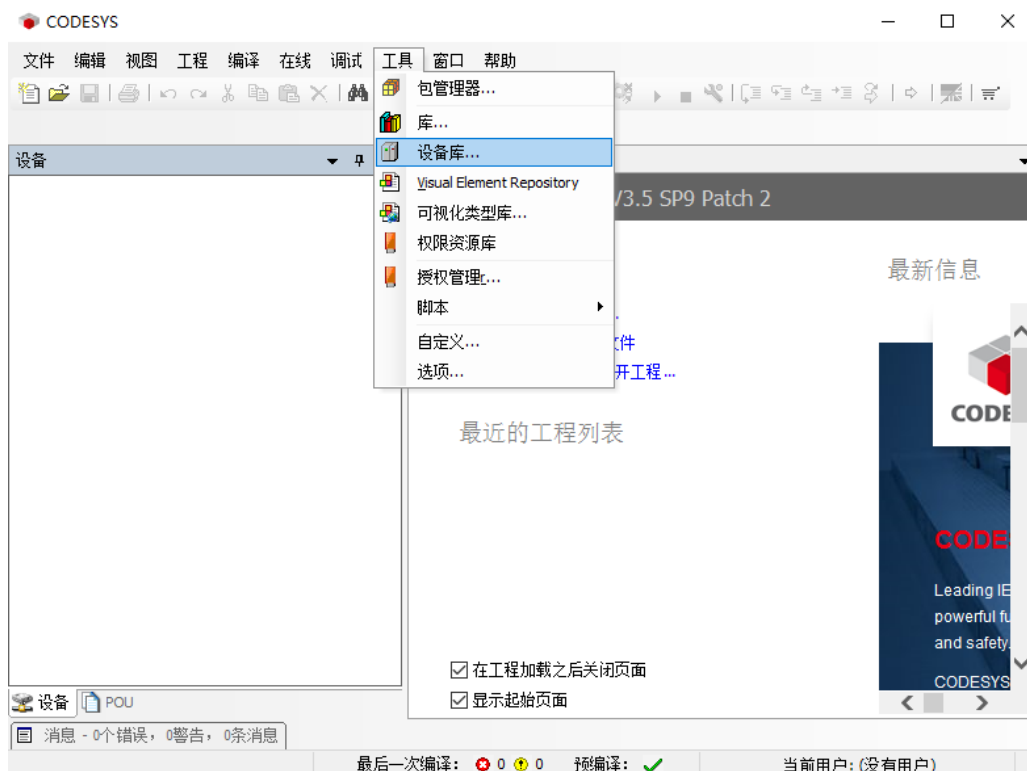 CODESYS
文件 编辑 视图 工程 编译 在线 调试 工具 窗口 帮助
包管理器...
库...
设备库...
Visual Element Repository
可视化类型库...
权限资源库
授权管理r...
脚本
自定义...
选项...
设备
V3.5 SP9 Patch 2
最新信息
文件
开工程...
最近的工程列表
CODE
CODE
Leading IE
powerful fu
and safety.
CODESYS
在工程加载之后关闭页面
显示起始页面
设备 POU
消息 - 0个错误，0警告，0条消息
最后一次编译： 0 0 预编译： 当前用户: (没有用户)